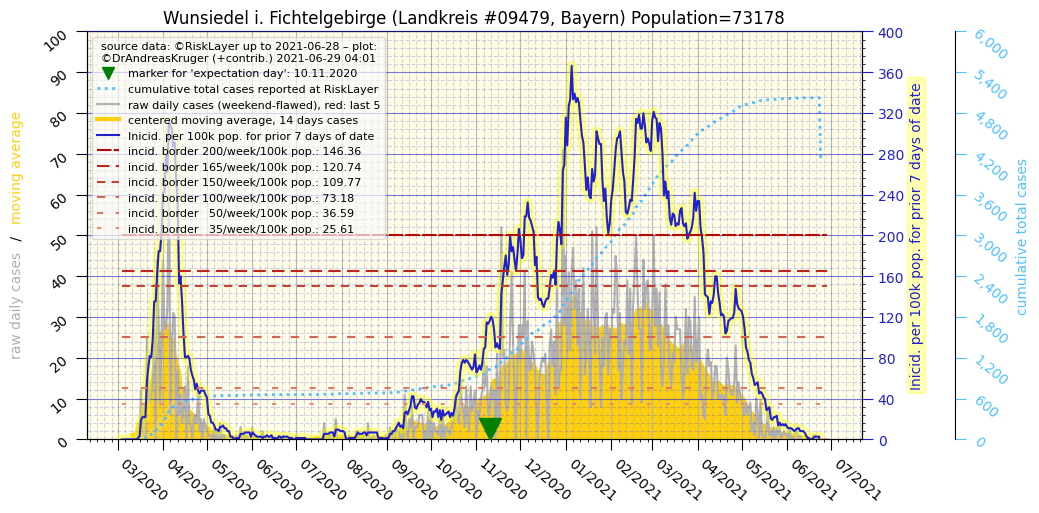 Wunsiedel i. Fichtelgebirge (Landkreis #09479, Bayern) Population=73178
source data: ©RiskLayer up to 2021-06-28 – plot:
©DrAndreasKruger (+contrib.) 2021-06-29 04:01
marker for 'expectation day': 10.11.2020
cumulative total cases reported at RiskLayer
raw daily cases (weekend-flawed), red: last 5
centered moving average, 14 days cases
Inicid. per 100k pop. for prior 7 days of date
incid. border 200/week/100k pop.: 146.36
incid. border 165/week/100k pop.: 120.74
incid. border 150/week/100k pop.: 109.77
incid. border 100/week/100k pop.: 73.18
incid. border   50/week/100k pop.: 36.59
incid. border   35/week/100k pop.: 25.61
raw daily cases  /  moving average
100
90
80
70
60
50
40
30
20
10
0
400
360
320
280
240
200
160
120
80
40
0
Inicid. per 100k pop. for prior 7 days of date
6,000
5,400
4,800
4,200
3,600
3,000
2,400
1,800
1,200
600
0
cumulative total cases
03/2020
04/2020
05/2020
06/2020
07/2020
08/2020
09/2020
10/2020
11/2020
12/2020
01/2021
02/2021
03/2021
04/2021
05/2021
06/2021
07/2021